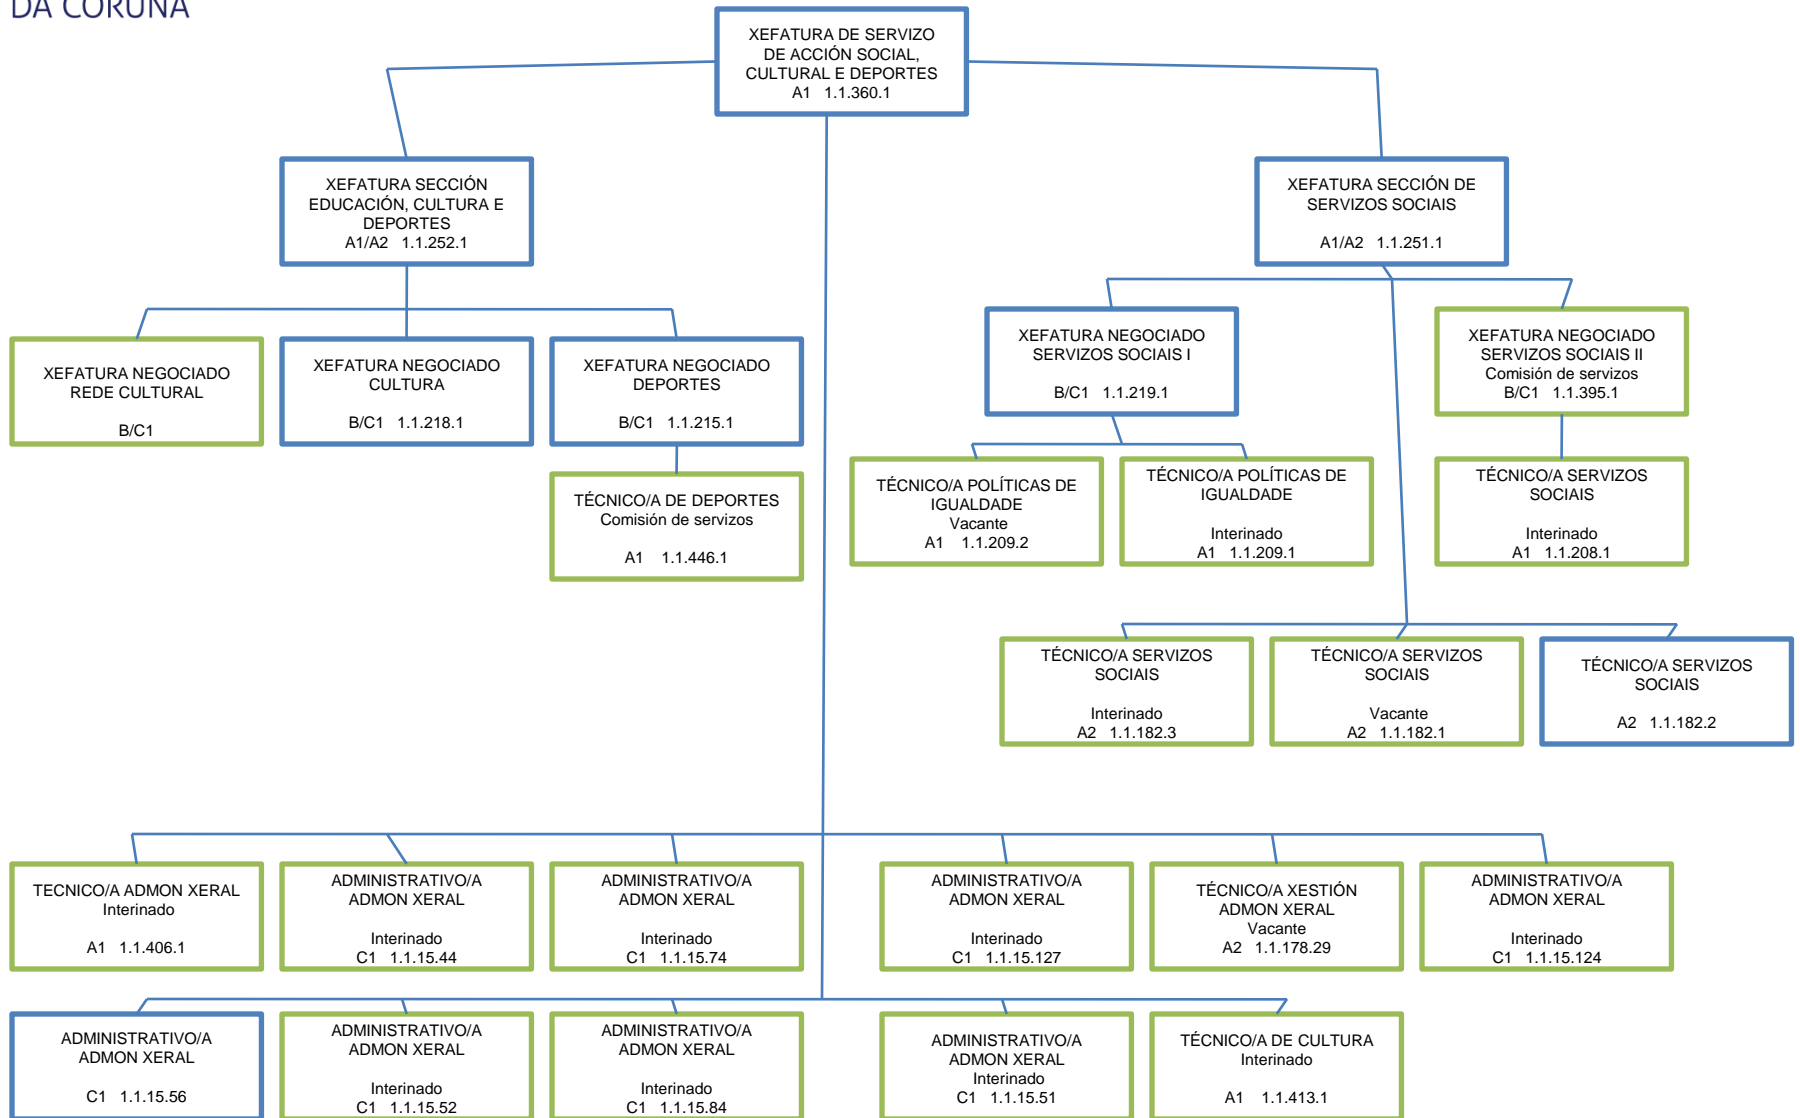 DA CORUÑA
XEFATURA DE SERVIZO
DE ACCIÓN SOCIAL,
CULTURAL E DEPORTES
A1 1.1.360.1
XEFATURA SECCIÓN
EDUCACIÓN, CULTURA E
DEPORTES
A1/A2 1.1.252.1
XEFATURA SECCIÓN DE
SERVIZOS SOCIAIS
A1/A2 1.1.251.1
XEFATURA NEGOCIADO
REDE CULTURAL
B/C1
XEFATURA NEGOCIADO
CULTURA
B/C1 1.1.218.1
XEFATURA NEGOCIADO
DEPORTES
B/C1 1.1.215.1
XEFATURA NEGOCIADO
SERVIZOS SOCIAIS I
B/C1 1.1.219.1
XEFATURA NEGOCIADO
SERVIZOS SOCIAIS II
Comisión de servizos
B/C1 1.1.395.1
TÉCNICO/A DE DEPORTES
Comisión de servizos
A1 1.1.446.1
TÉCNICO/A POLÍTICAS DE
IGUALDADE
Vacante
A1 1.1.209.2
TÉCNICO/A POLÍTICAS DE
IGUALDADE
Interinado
A1 1.1.209.1
TÉCNICO/A SERVIZOS
SOCIAIS
Interinado
A1 1.1.208.1
TÉCNICO/A SERVIZOS
SOCIAIS
Interinado
A2 1.1.182.3
TÉCNICO/A SERVIZOS
SOCIAIS
Vacante
A2 1.1.182.1
TÉCNICO/A SERVIZOS
SOCIAIS
A2 1.1.182.2
TECNICO/A ADMON XERAL
Interinado
A1 1.1.406.1
ADMINISTRATIVO/A
ADMON XERAL
Interinado
C1 1.1.15.44
ADMINISTRATIVO/A
ADMON XERAL
Interinado
C1 1.1.15.74
ADMINISTRATIVO/A
ADMON XERAL
Interinado
C1 1.1.15.127
TÉCNICO/A XESTIÓN
ADMON XERAL
Vacante
A2 1.1.178.29
ADMINISTRATIVO/A
ADMON XERAL
Interinado
C1 1.1.15.124
ADMINISTRATIVO/A
ADMON XERAL
C1 1.1.15.56
ADMINISTRATIVO/A
ADMON XERAL
Interinado
C1 1.1.15.52
ADMINISTRATIVO/A
ADMON XERAL
Interinado
C1 1.1.15.84
ADMINISTRATIVO/A
ADMON XERAL
Interinado
C1 1.1.15.51
TÉCNICO/A DE CULTURA
Interinado
A1 1.1.413.1